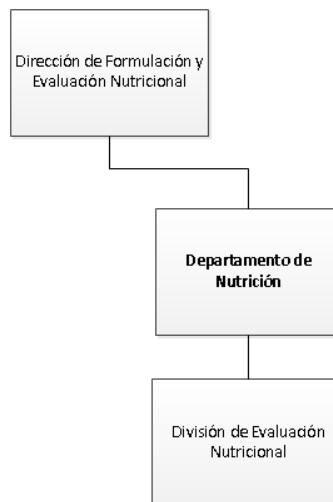 Dirección de Formulación y
Evaluación Nutricional
Departamento de
Nutrición
División de Evaluación
Nutricional